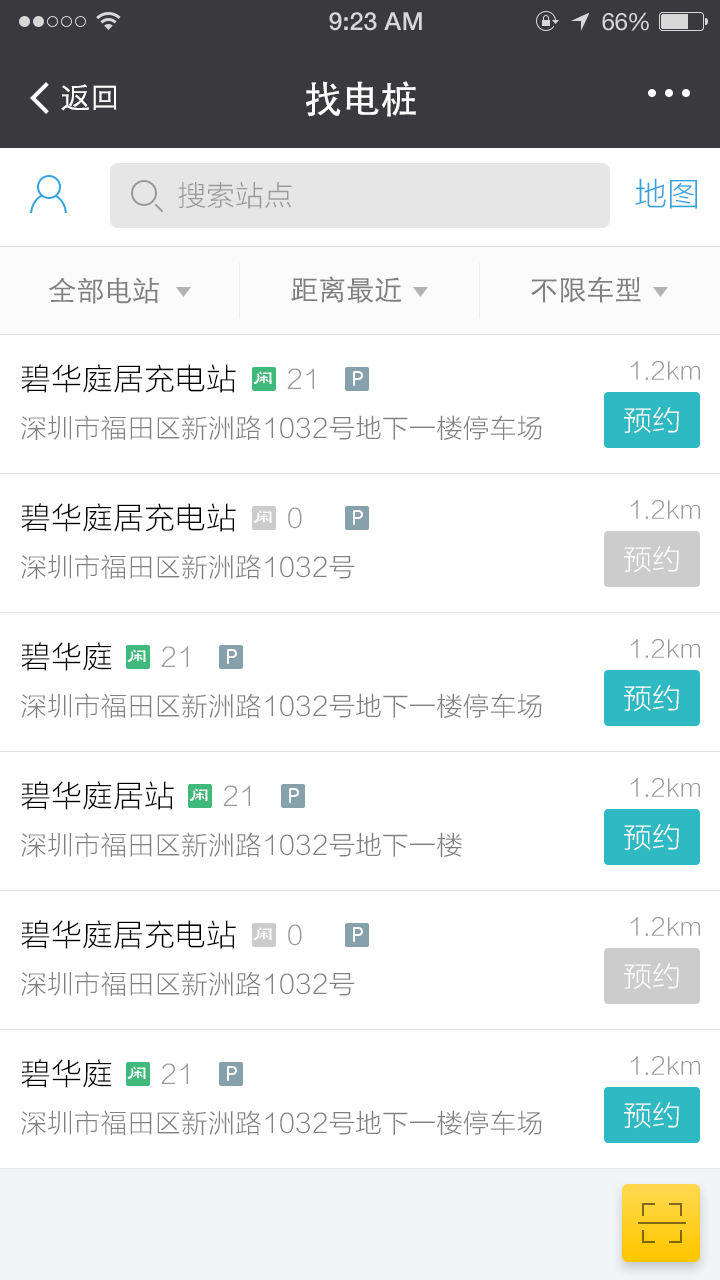 9:23 AM 66%
返回 找电桩
搜索站点 地图
全部电站 距离最近 不限车型
碧华庭居充电站 闲 21 P 1.2km
深圳市福田区新洲路1032号地下一楼停车场 预约
碧华庭居充电站 闲 0 P 1.2km
深圳市福田区新洲路1032号 预约
碧华庭 闲 21 P 1.2km
深圳市福田区新洲路1032号地下一楼停车场 预约
碧华庭居站 闲 21 P 1.2km
深圳市福田区新洲路1032号地下一楼 预约
碧华庭居充电站 闲 0 P 1.2km
深圳市福田区新洲路1032号 预约
碧华庭 闲 21 P 1.2km
深圳市福田区新洲路1032号地下一楼停车场 预约